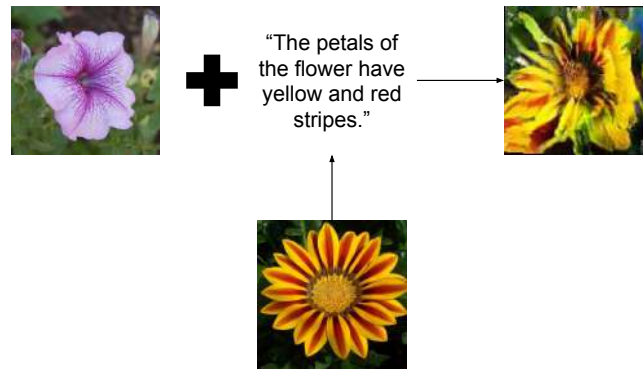 “The petals of
the flower have
yellow and red
stripes.”